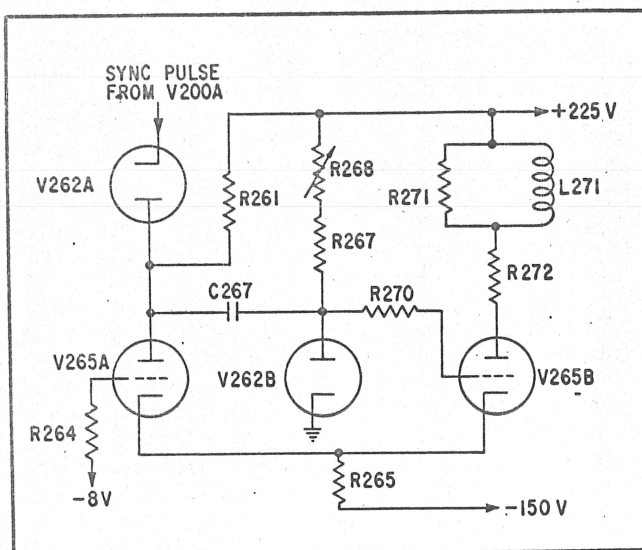 SYNC PULSE
FROM V200A
+225 V
V262A
R261
R268
R271
L271
R267
R272
C267
R270
V265A
V262B
V265B
R264
R265
-8V
-150 V